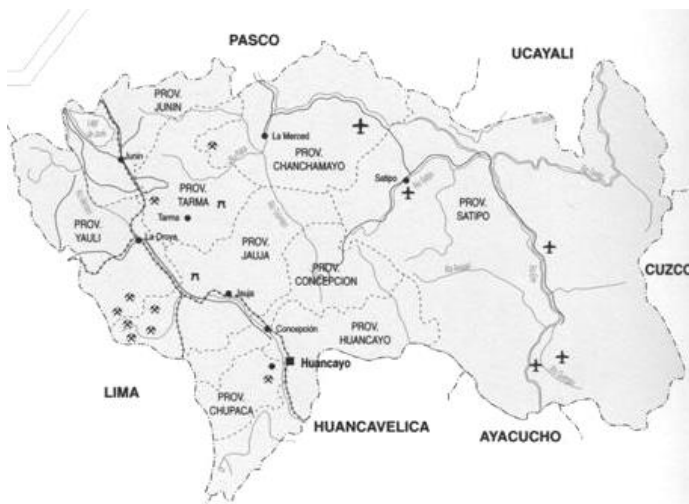 PASCO
UCAYALI
PROV.
JUNIN
Junin
La Merced
PROV.
CHANCHAMAYO
Satipo
PROV.
TARMA
Tarma
PROV.
SATIPO
PROV.
YAULI
La Oroya
PROV.
JAUJA
PROV.
CONCEPCION
CUZCO
Jauja
Concepción
PROV.
HUANCAYO
Huancayo
LIMA
PROV.
CHUPACA
HUANCAVELICA
AYACUCHO